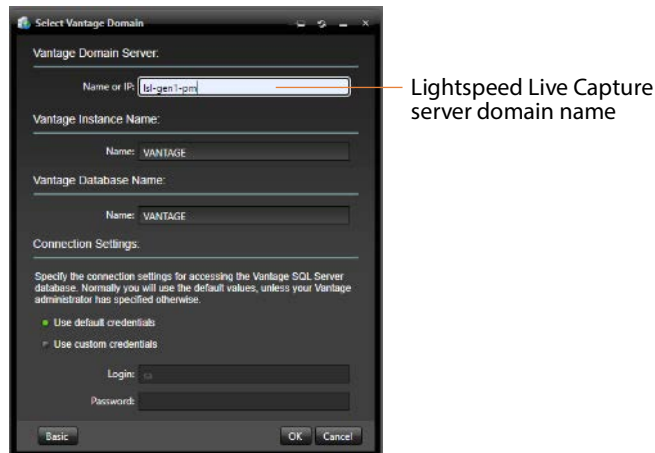 Select Vantage Domain
Vantage Domain Server:
Name or IP: lsl-gen1-pm
Lightspeed Live Capture
server domain name
Vantage Instance Name:
Name: VANTAGE
Vantage Database Name:
Name: VANTAGE
Connection Settings:
Specify the connection settings for accessing the Vantage SQL Server
database. Normally you will use the default values, unless your Vantage
administrator has specified otherwise.
Use default credentials
Use custom credentials
Login: sa
Password:
Basic OK Cancel